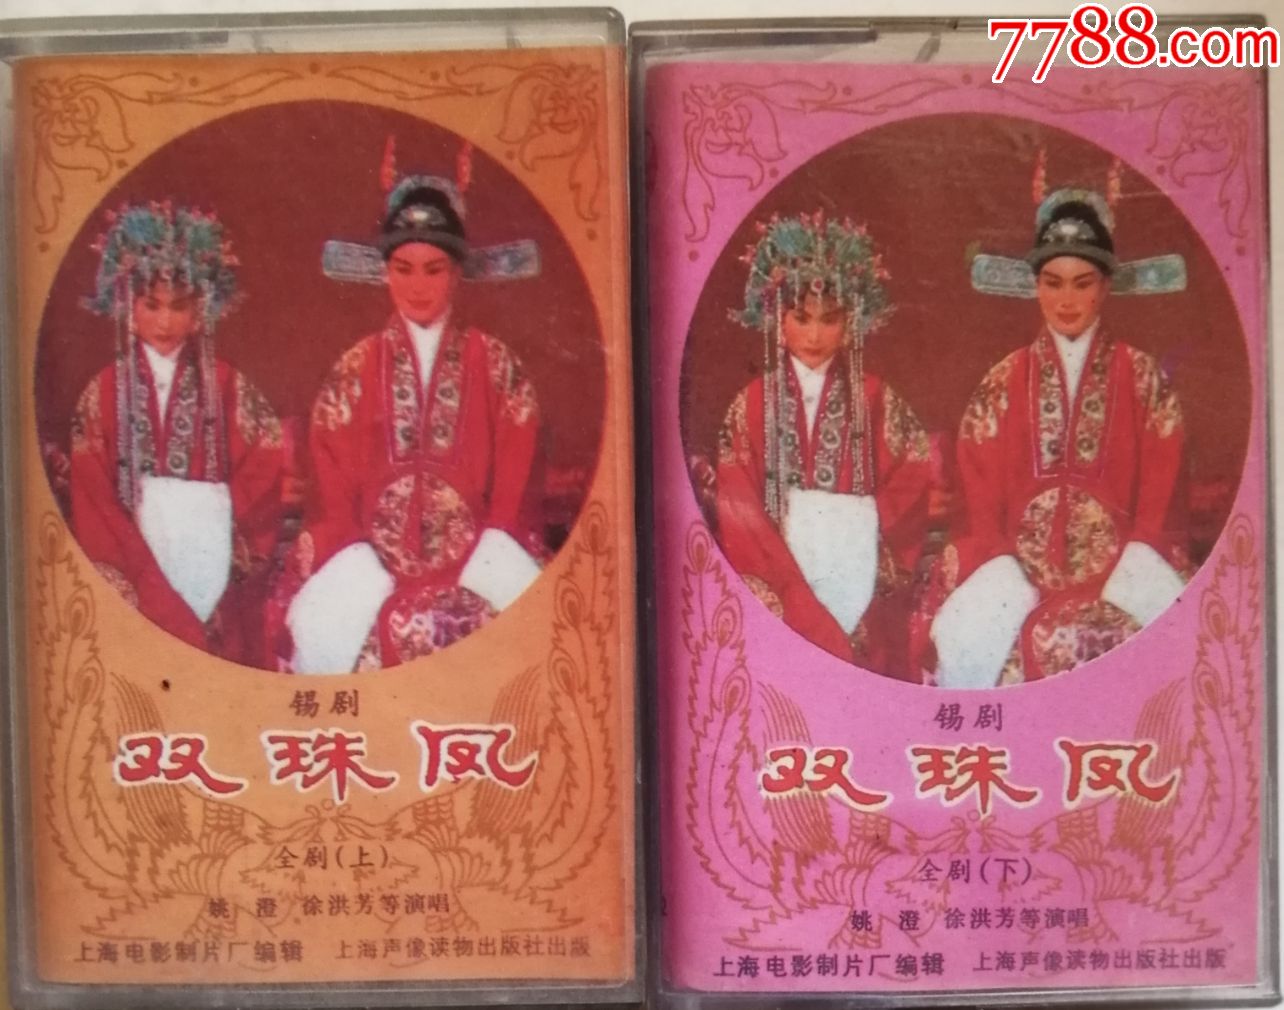 7788.com
锡剧
双珠凤
全剧(上)
姚澄 徐洪芳等演唱
上海电影制片厂编辑 上海声像读物出版社出版
锡剧
双珠凤
全剧(下)
姚澄 徐洪芳等演唱
上海电影制片厂编辑 上海声像读物出版社出版